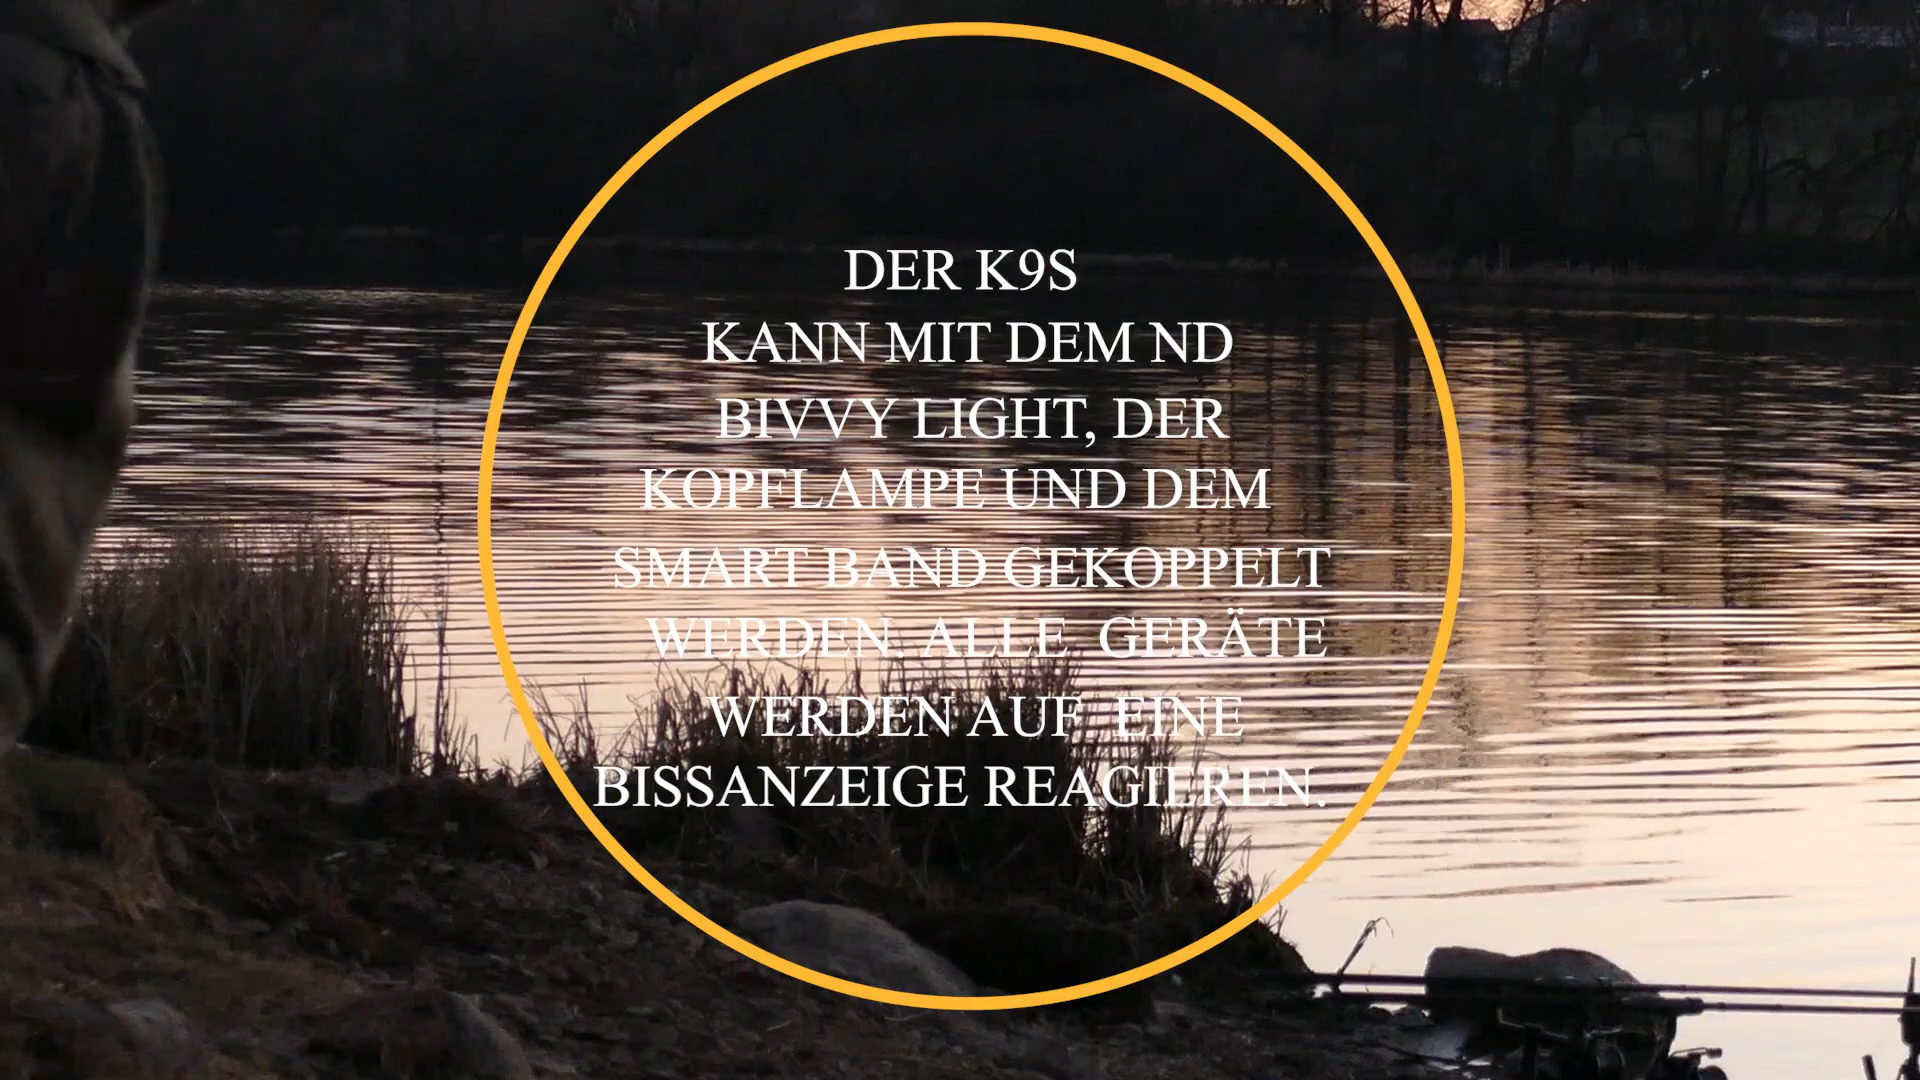 DER K9S
KANN MIT DEM ND
BIVVY LIGHT, DER
KOPFLAMPE UND DEM
SMART BAND GEKOPPELT
WERDEN. ALLE GERÄTE
WERDEN AUF EINE
BISSANZEIGE REAGIEREN.